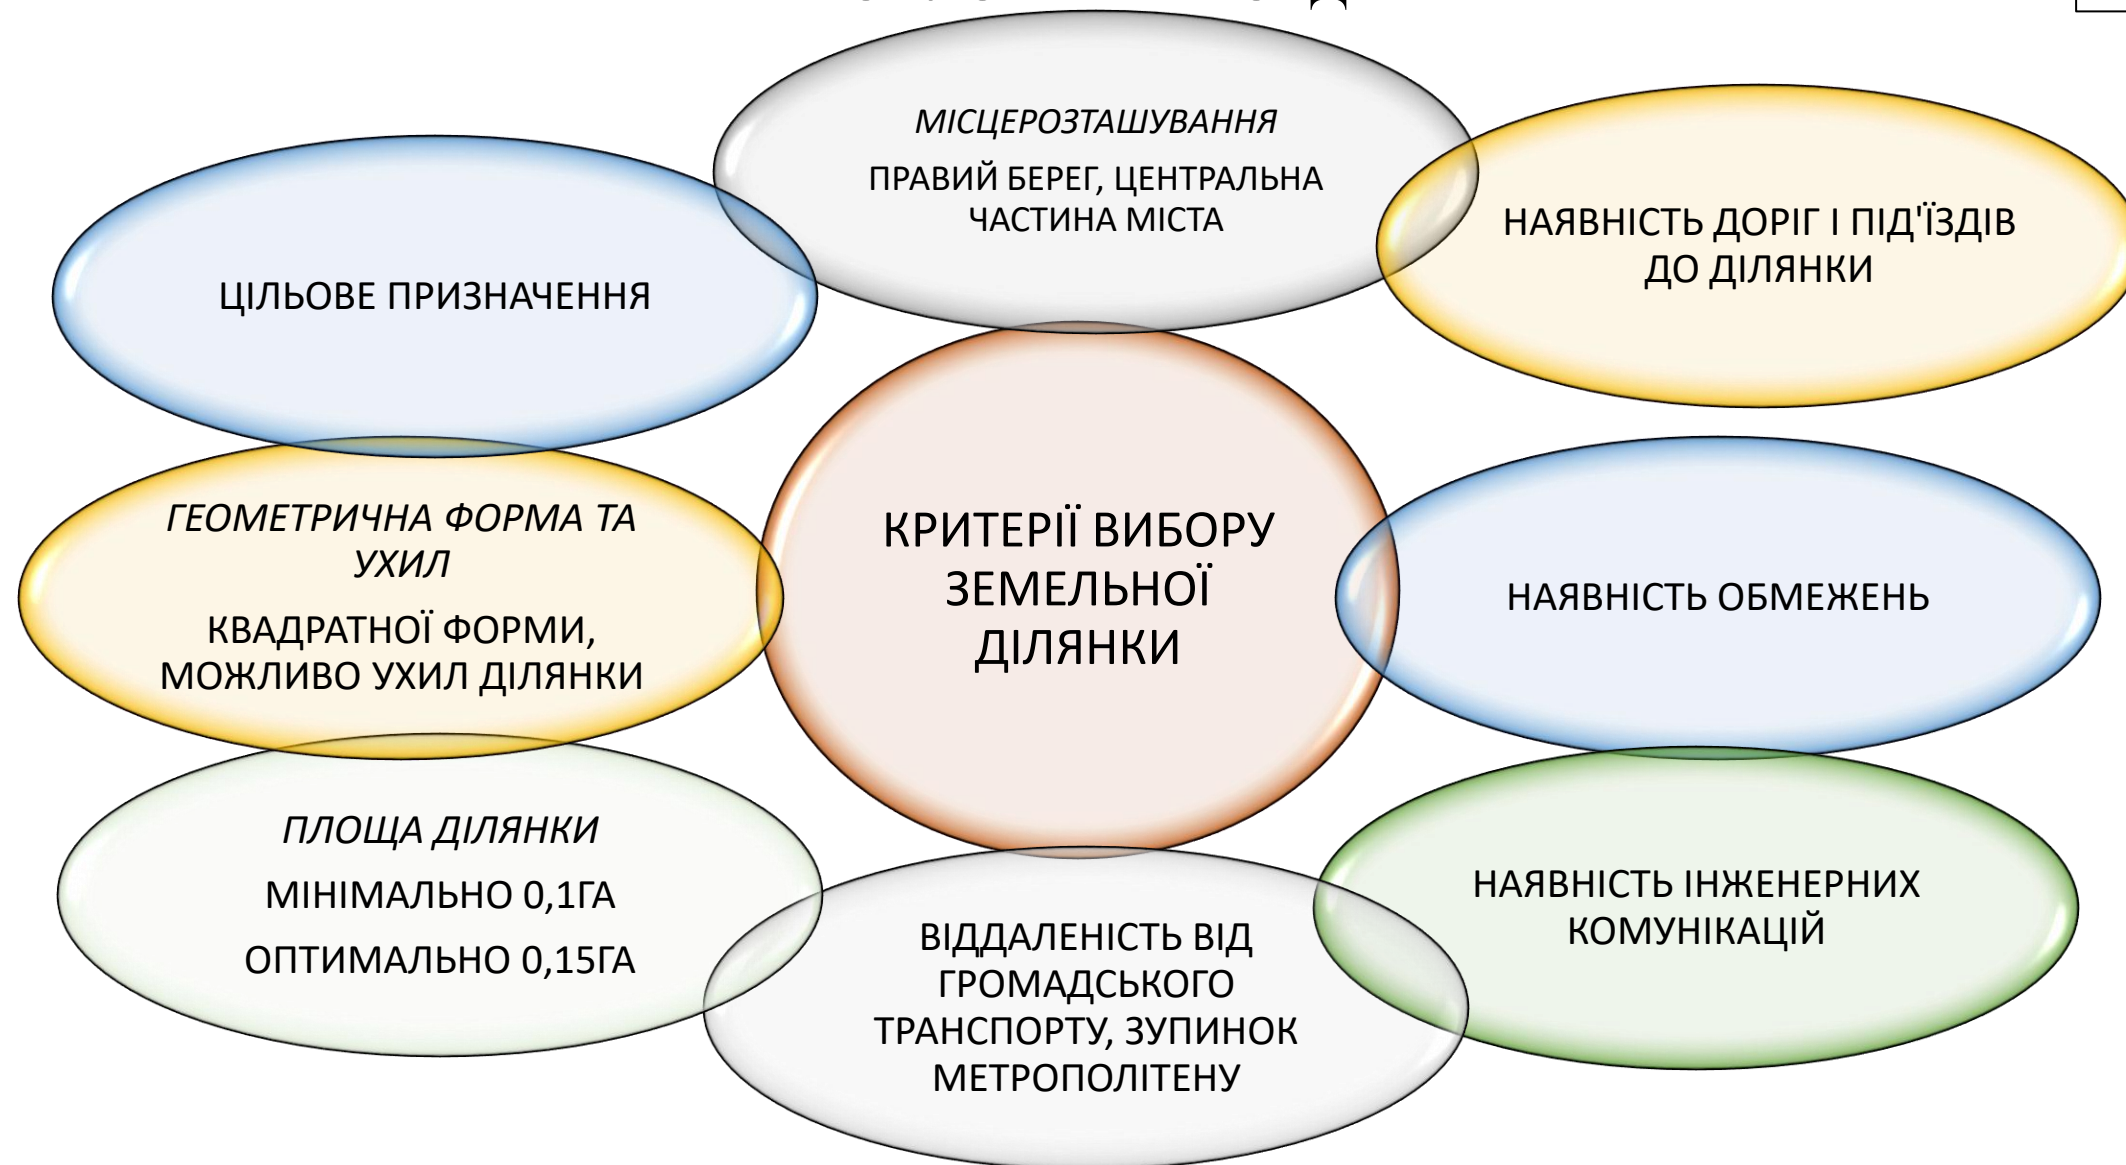 МІСЦЕРОЗТАШУВАННЯ
ПРАВИЙ БЕРЕГ, ЦЕНТРАЛЬНА
ЧАСТИНА МІСТА
НАЯВНІСТЬ ДОРІГ І ПІД'ЇЗДІВ
ДО ДІЛЯНКИ
ЦІЛЬОВЕ ПРИЗНАЧЕННЯ
КРИТЕРІЇ ВИБОРУ
ЗЕМЕЛЬНОЇ
ДІЛЯНКИ
ГЕОМЕТРИЧНА ФОРМА ТА
УХИЛ
КВАДРАТНОЇ ФОРМИ,
МОЖЛИВО УХИЛ ДІЛЯНКИ
НАЯВНІСТЬ ОБМЕЖЕНЬ
ПЛОЩА ДІЛЯНКИ
МІНІМАЛЬНО 0,1ГА
ОПТИМАЛЬНО 0,15ГА
ВІДДАЛЕНІСТЬ ВІД
ГРОМАДСЬКОГО
ТРАНСПОРТУ, ЗУПИНОК
МЕТРОПОЛІТЕНУ
НАЯВНІСТЬ ІНЖЕНЕРНИХ
КОМУНІКАЦІЙ